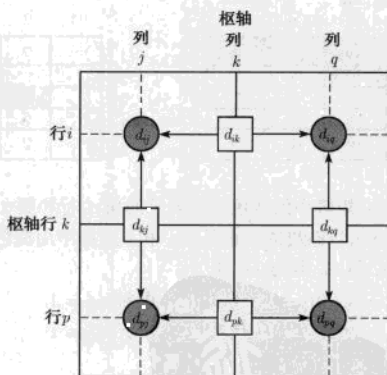 枢轴
列 列 列
j k q
行i d_ij d_ik d_iq
枢轴行 k d_kj d_kq
行p d_pj d_pk d_pq